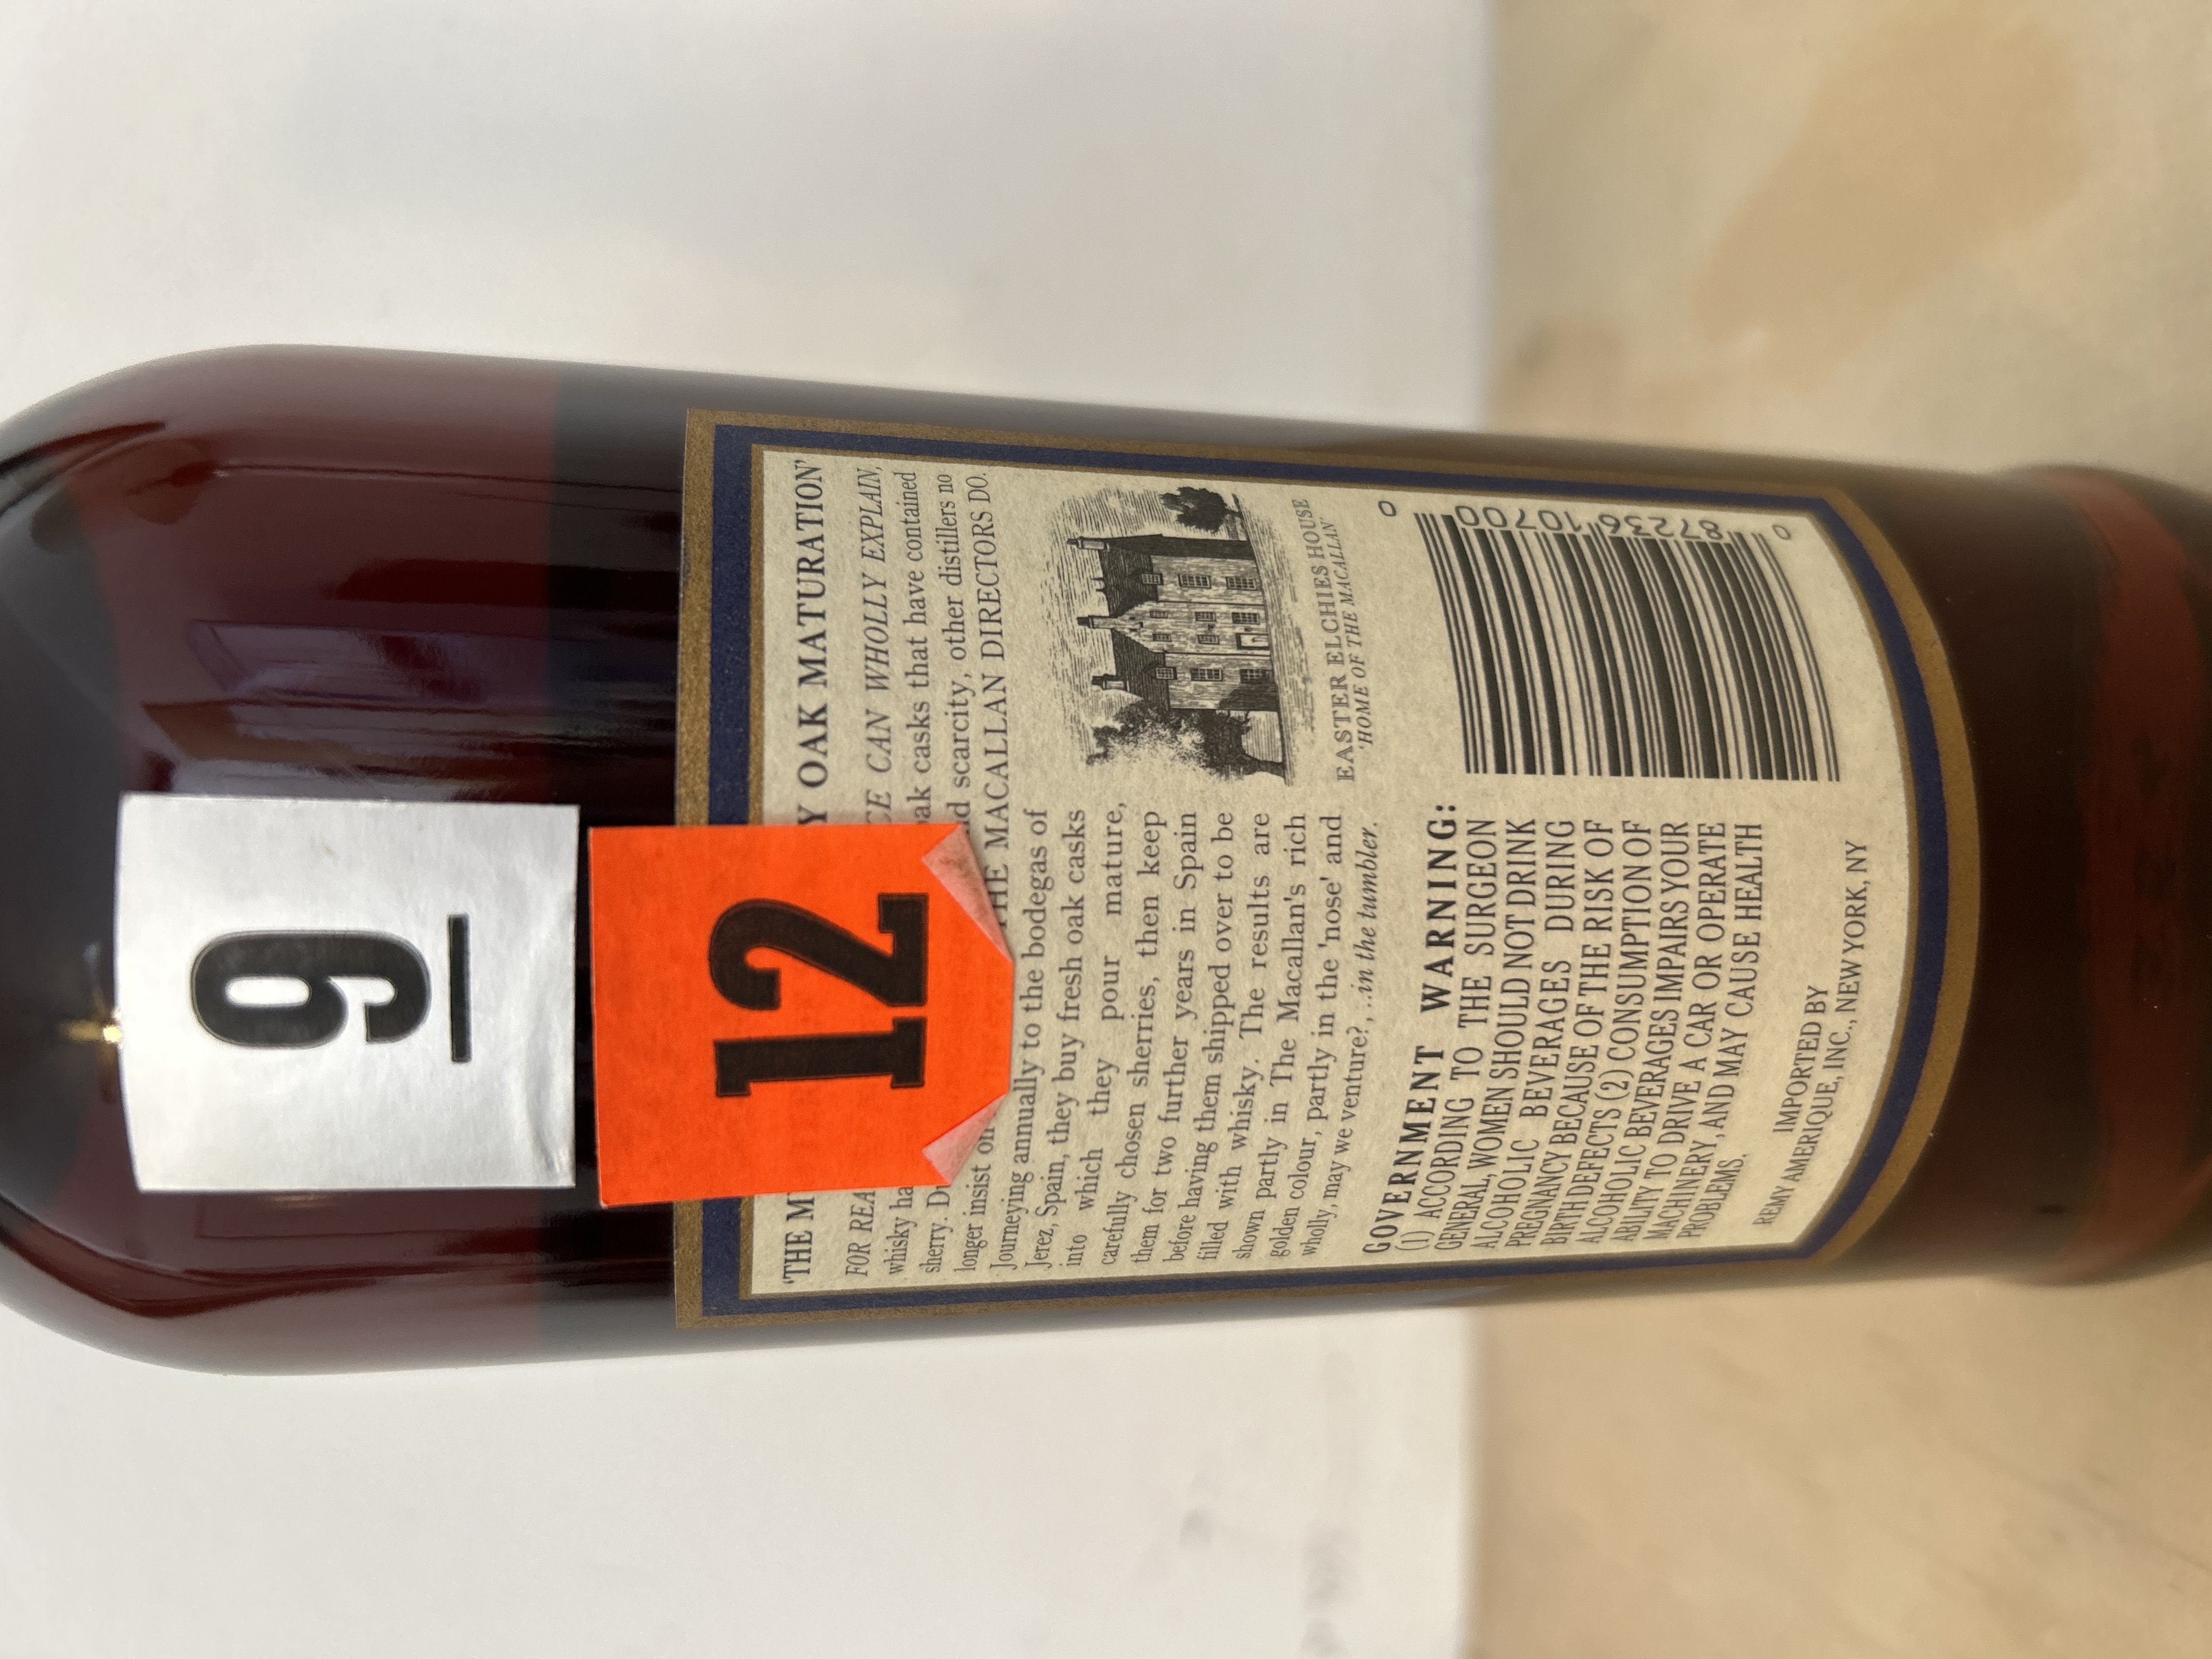 9
12
'THE OAK MATURATION'
FOR CAN WHOLLY EXPLAIN,
whisky casks that have contained
sherry. scarcity, other distillers no
longer insist THE MACALLAN DIRECTORS DO.
Journeying annually to the bodegas of
Jerez, Spain, they buy fresh oak casks
into which they pour mature,
carefully chosen sherries, then keep
them for two further years in Spain
before having them shipped over to be
filled with whisky. The results are
shown partly in The Macallan's rich
golden colour, partly in the 'nose' and
wholly, may we venture?, ..in the tumbler.
EASTER ELCHIES HOUSE
'HOME OF THE MACALLAN'
GOVERNMENT WARNING:
(1) ACCORDING TO THE SURGEON
GENERAL, WOMEN SHOULD NOT DRINK
ALCOHOLIC BEVERAGES DURING
PREGNANCY BECAUSE OF THE RISK OF
BIRTH DEFECTS (2) CONSUMPTION OF
ALCOHOLIC BEVERAGES IMPAIRS YOUR
ABILITY TO DRIVE A CAR OR OPERATE
MACHINERY, AND MAY CAUSE HEALTH
PROBLEMS.
0 87236 10700 0
IMPORTED BY
REMY AMERIQUE, INC., NEW YORK, NY